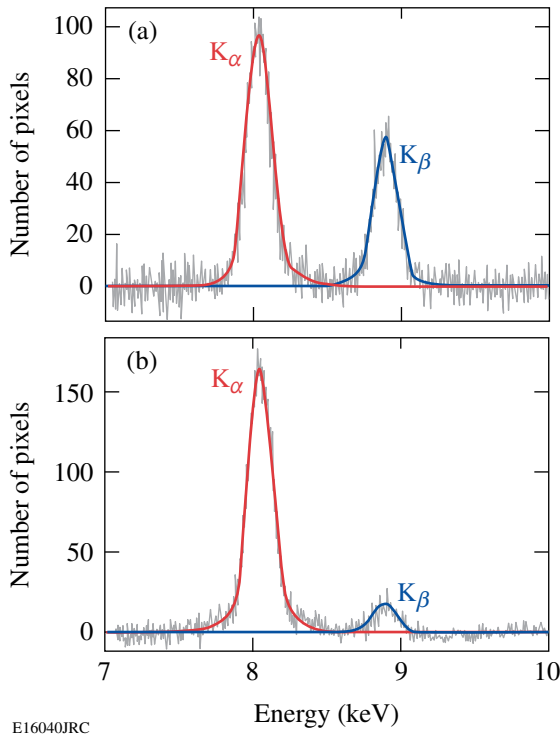 (a)
Number of pixels
100
80
60
40
20
0
Kα
Kβ
(b)
Number of pixels
150
100
50
0
Kα
Kβ
7 8 9 10
Energy (keV)
E16040JRC